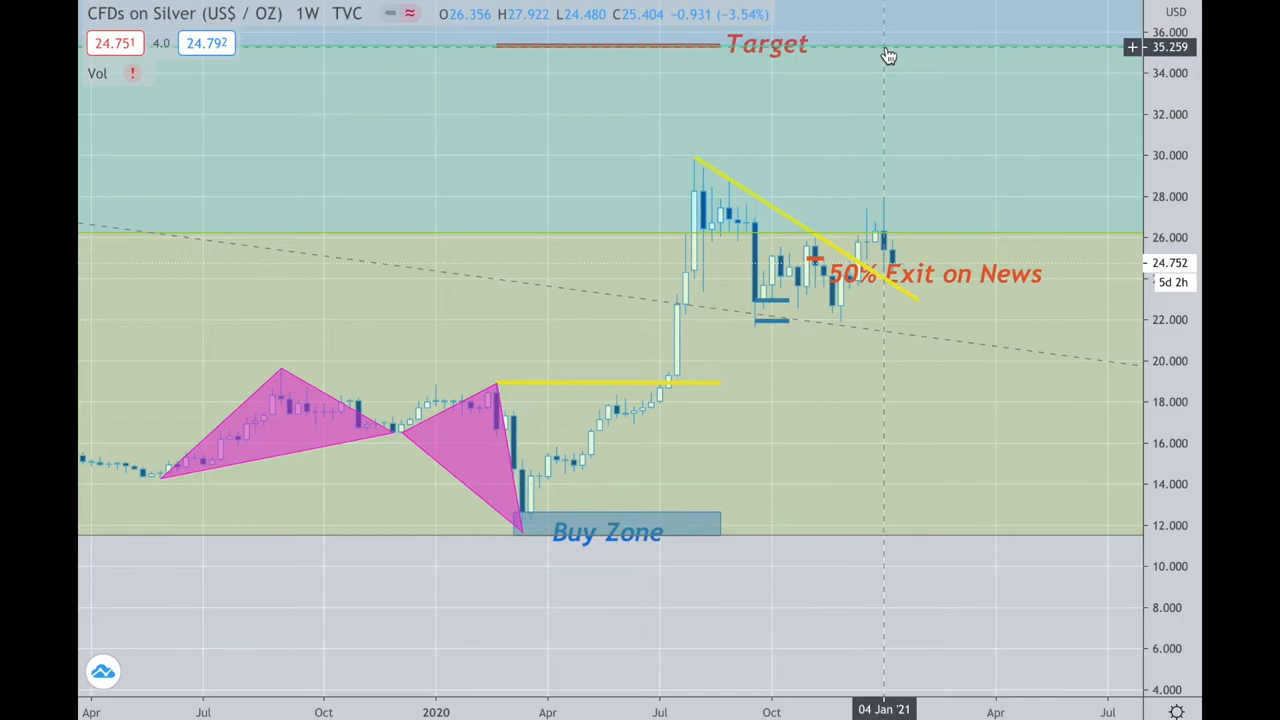 CFDs on Silver (US$ / OZ) 1W TVC O26.356 H27.922 L24.480 C25.404 −0.931 (−3.54%) USD
24.751 4.0 24.792
Vol !
Target
50% Exit on News
Buy Zone
36.000
+ 35.259
34.000
32.000
30.000
28.000
26.000
24.752
5d 2h
22.000
20.000
18.000
16.000
14.000
12.000
10.000
8.000
6.000
4.000
Apr Jul Oct 2020 Apr Jul Oct 04 Jan '21 Apr Jul